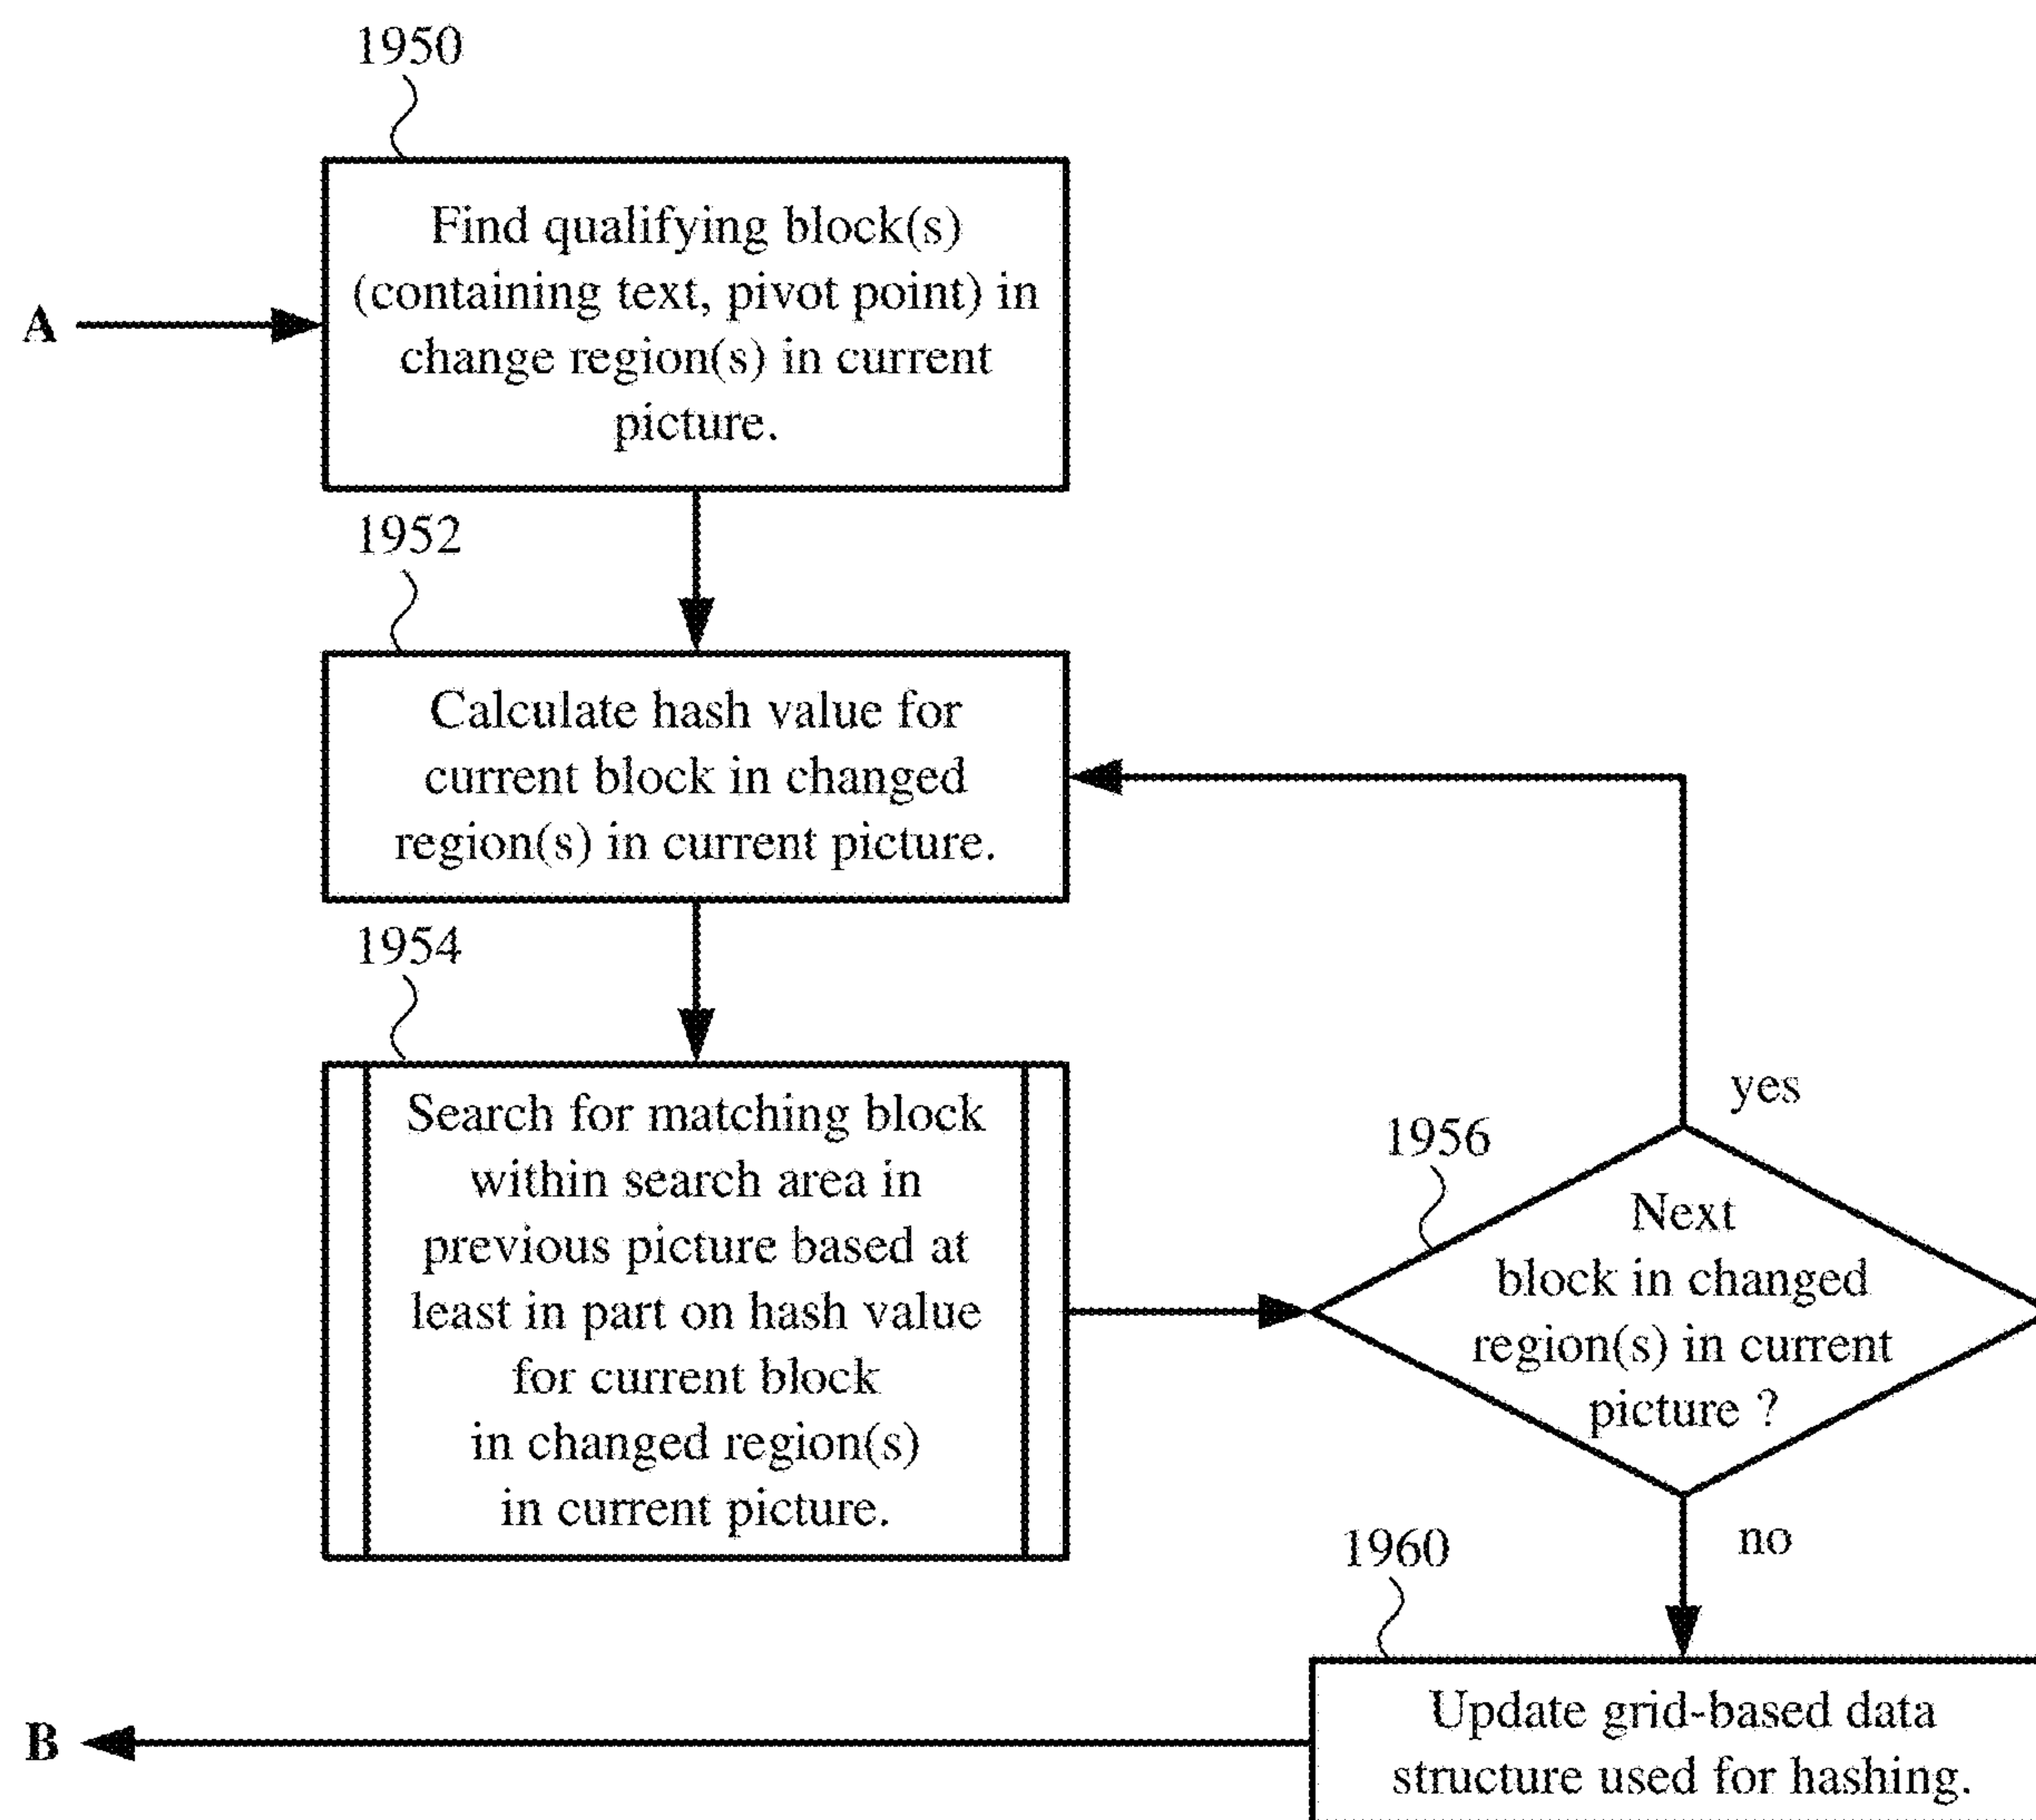 1950
Find qualifying block(s)
(containing text, pivot point) in
change region(s) in current
picture.
A
1952
Calculate hash value for
current block in changed
region(s) in current picture.
1954
Search for matching block
within search area in
previous picture based at
least in part on hash value
for current block
in changed region(s)
in current picture.
yes
1956
Next
block in changed
region(s) in current
picture ?
no
1960
Update grid-based data
structure used for hashing.
B